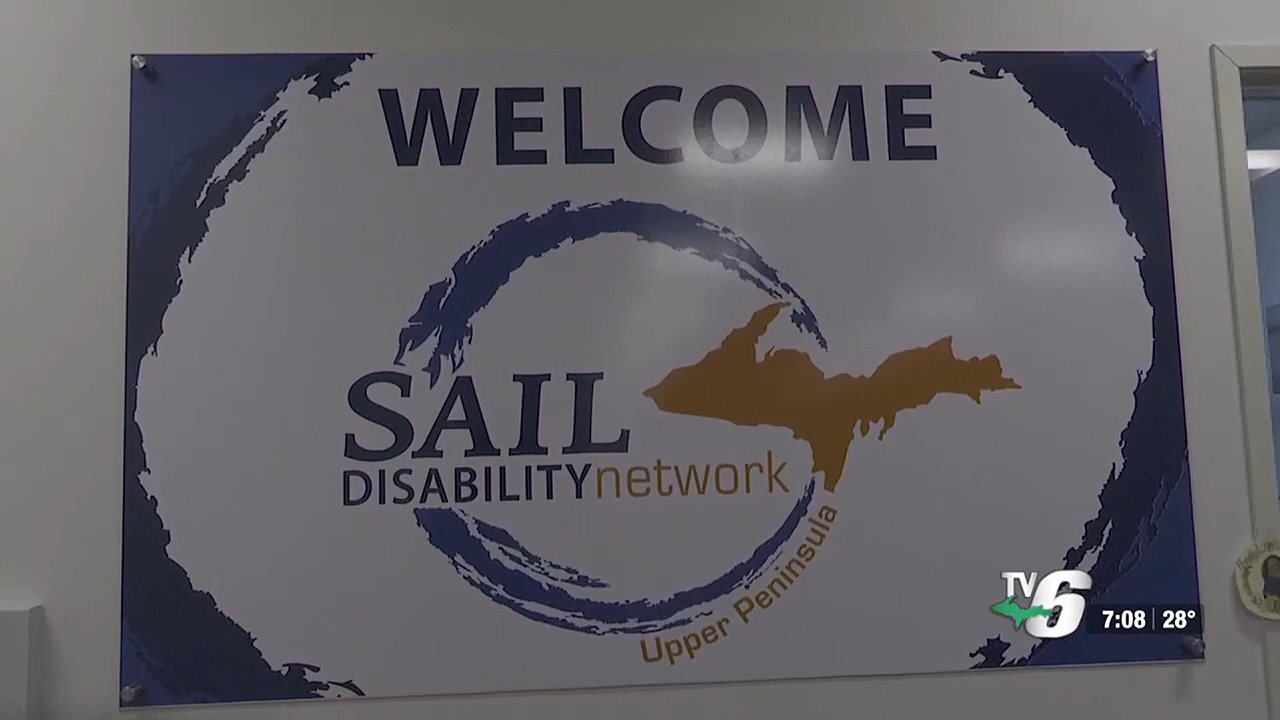 WELCOME
SAIL
DISABILITYnetwork
Upper Peninsula
TV6
7:08 28°